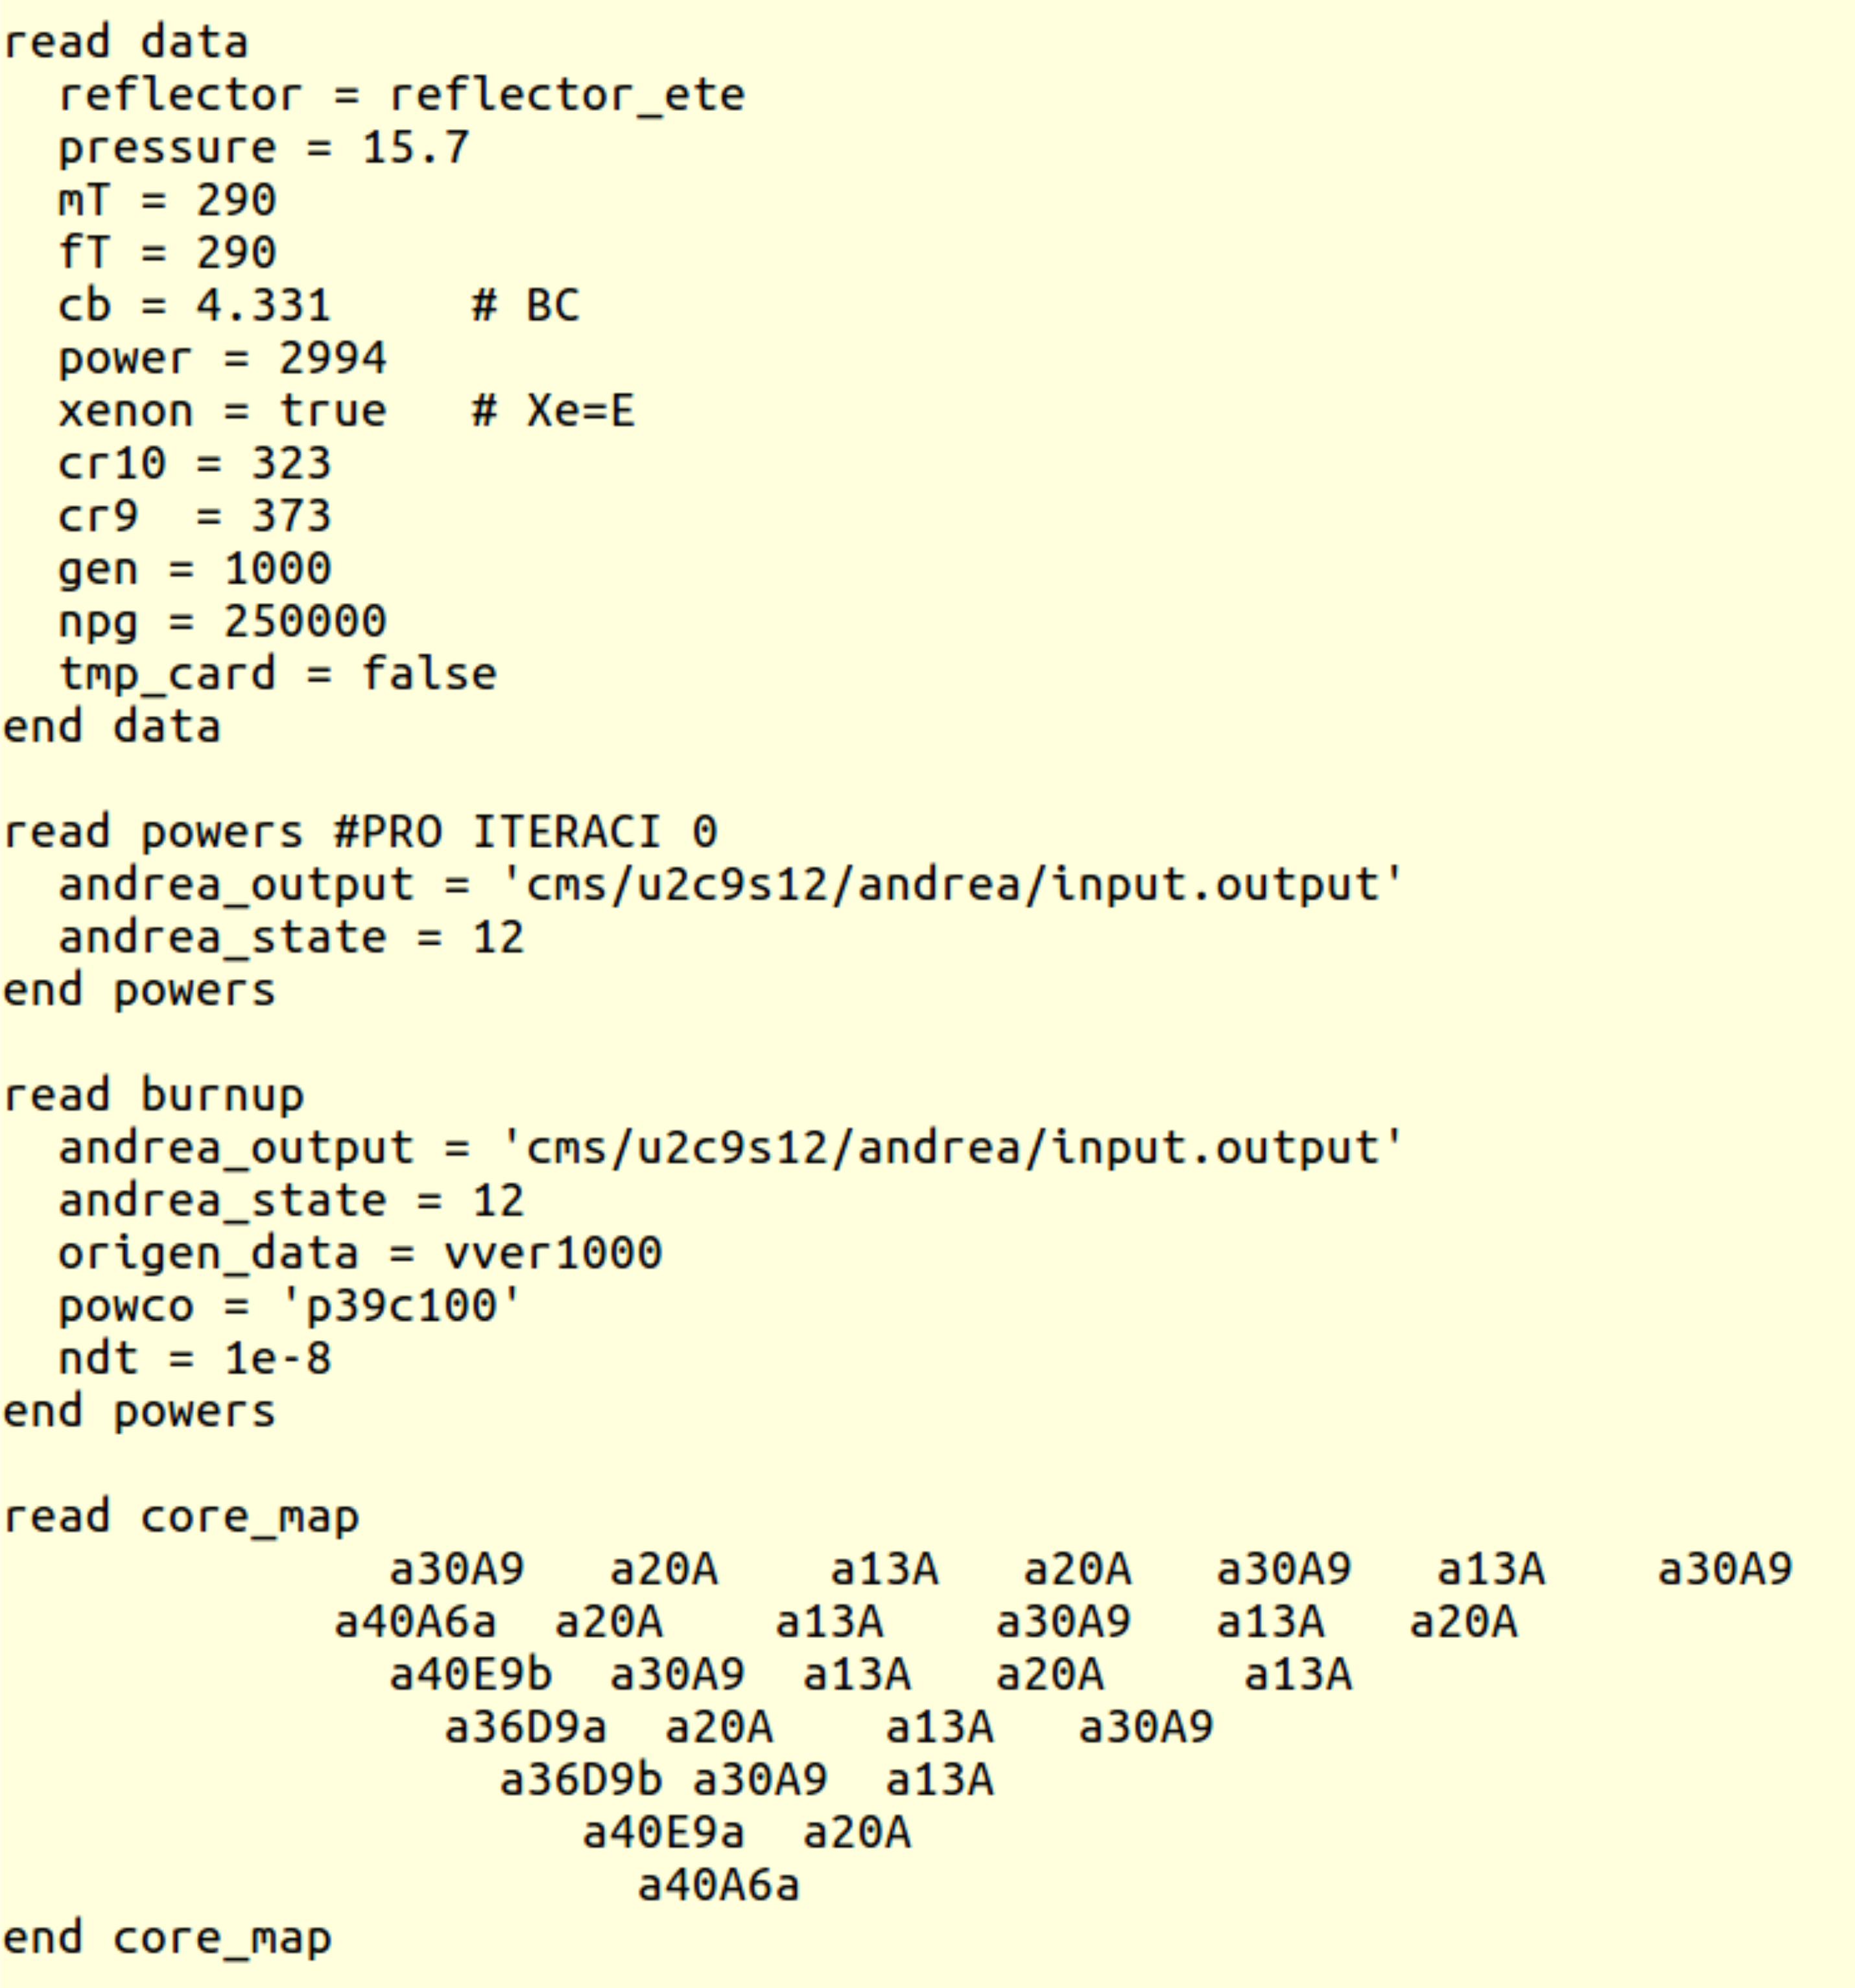 read data
  reflector = reflector_ete
  pressure = 15.7
  mT = 290
  fT = 290
  cb = 4.331     # BC
  power = 2994
  xenon = true   # Xe=E
  cr10 = 323
  cr9  = 373
  gen = 1000
  npg = 250000
  tmp_card = false
end data

read powers #PRO ITERACI 0
  andrea_output = 'cms/u2c9s12/andrea/input.output'
  andrea_state = 12
end powers

read burnup
  andrea_output = 'cms/u2c9s12/andrea/input.output'
  andrea_state = 12
  origen_data = vver1000
  powco = 'p39c100'
  ndt = 1e-8
end powers

read core_map
              a30A9   a20A    a13A   a20A   a30A9   a13A    a30A9
            a40A6a  a20A    a13A    a30A9   a13A   a20A
              a40E9b  a30A9  a13A   a20A     a13A
                a36D9a  a20A    a13A   a30A9
                  a36D9b a30A9  a13A
                     a40E9a  a20A
                       a40A6a
end core_map